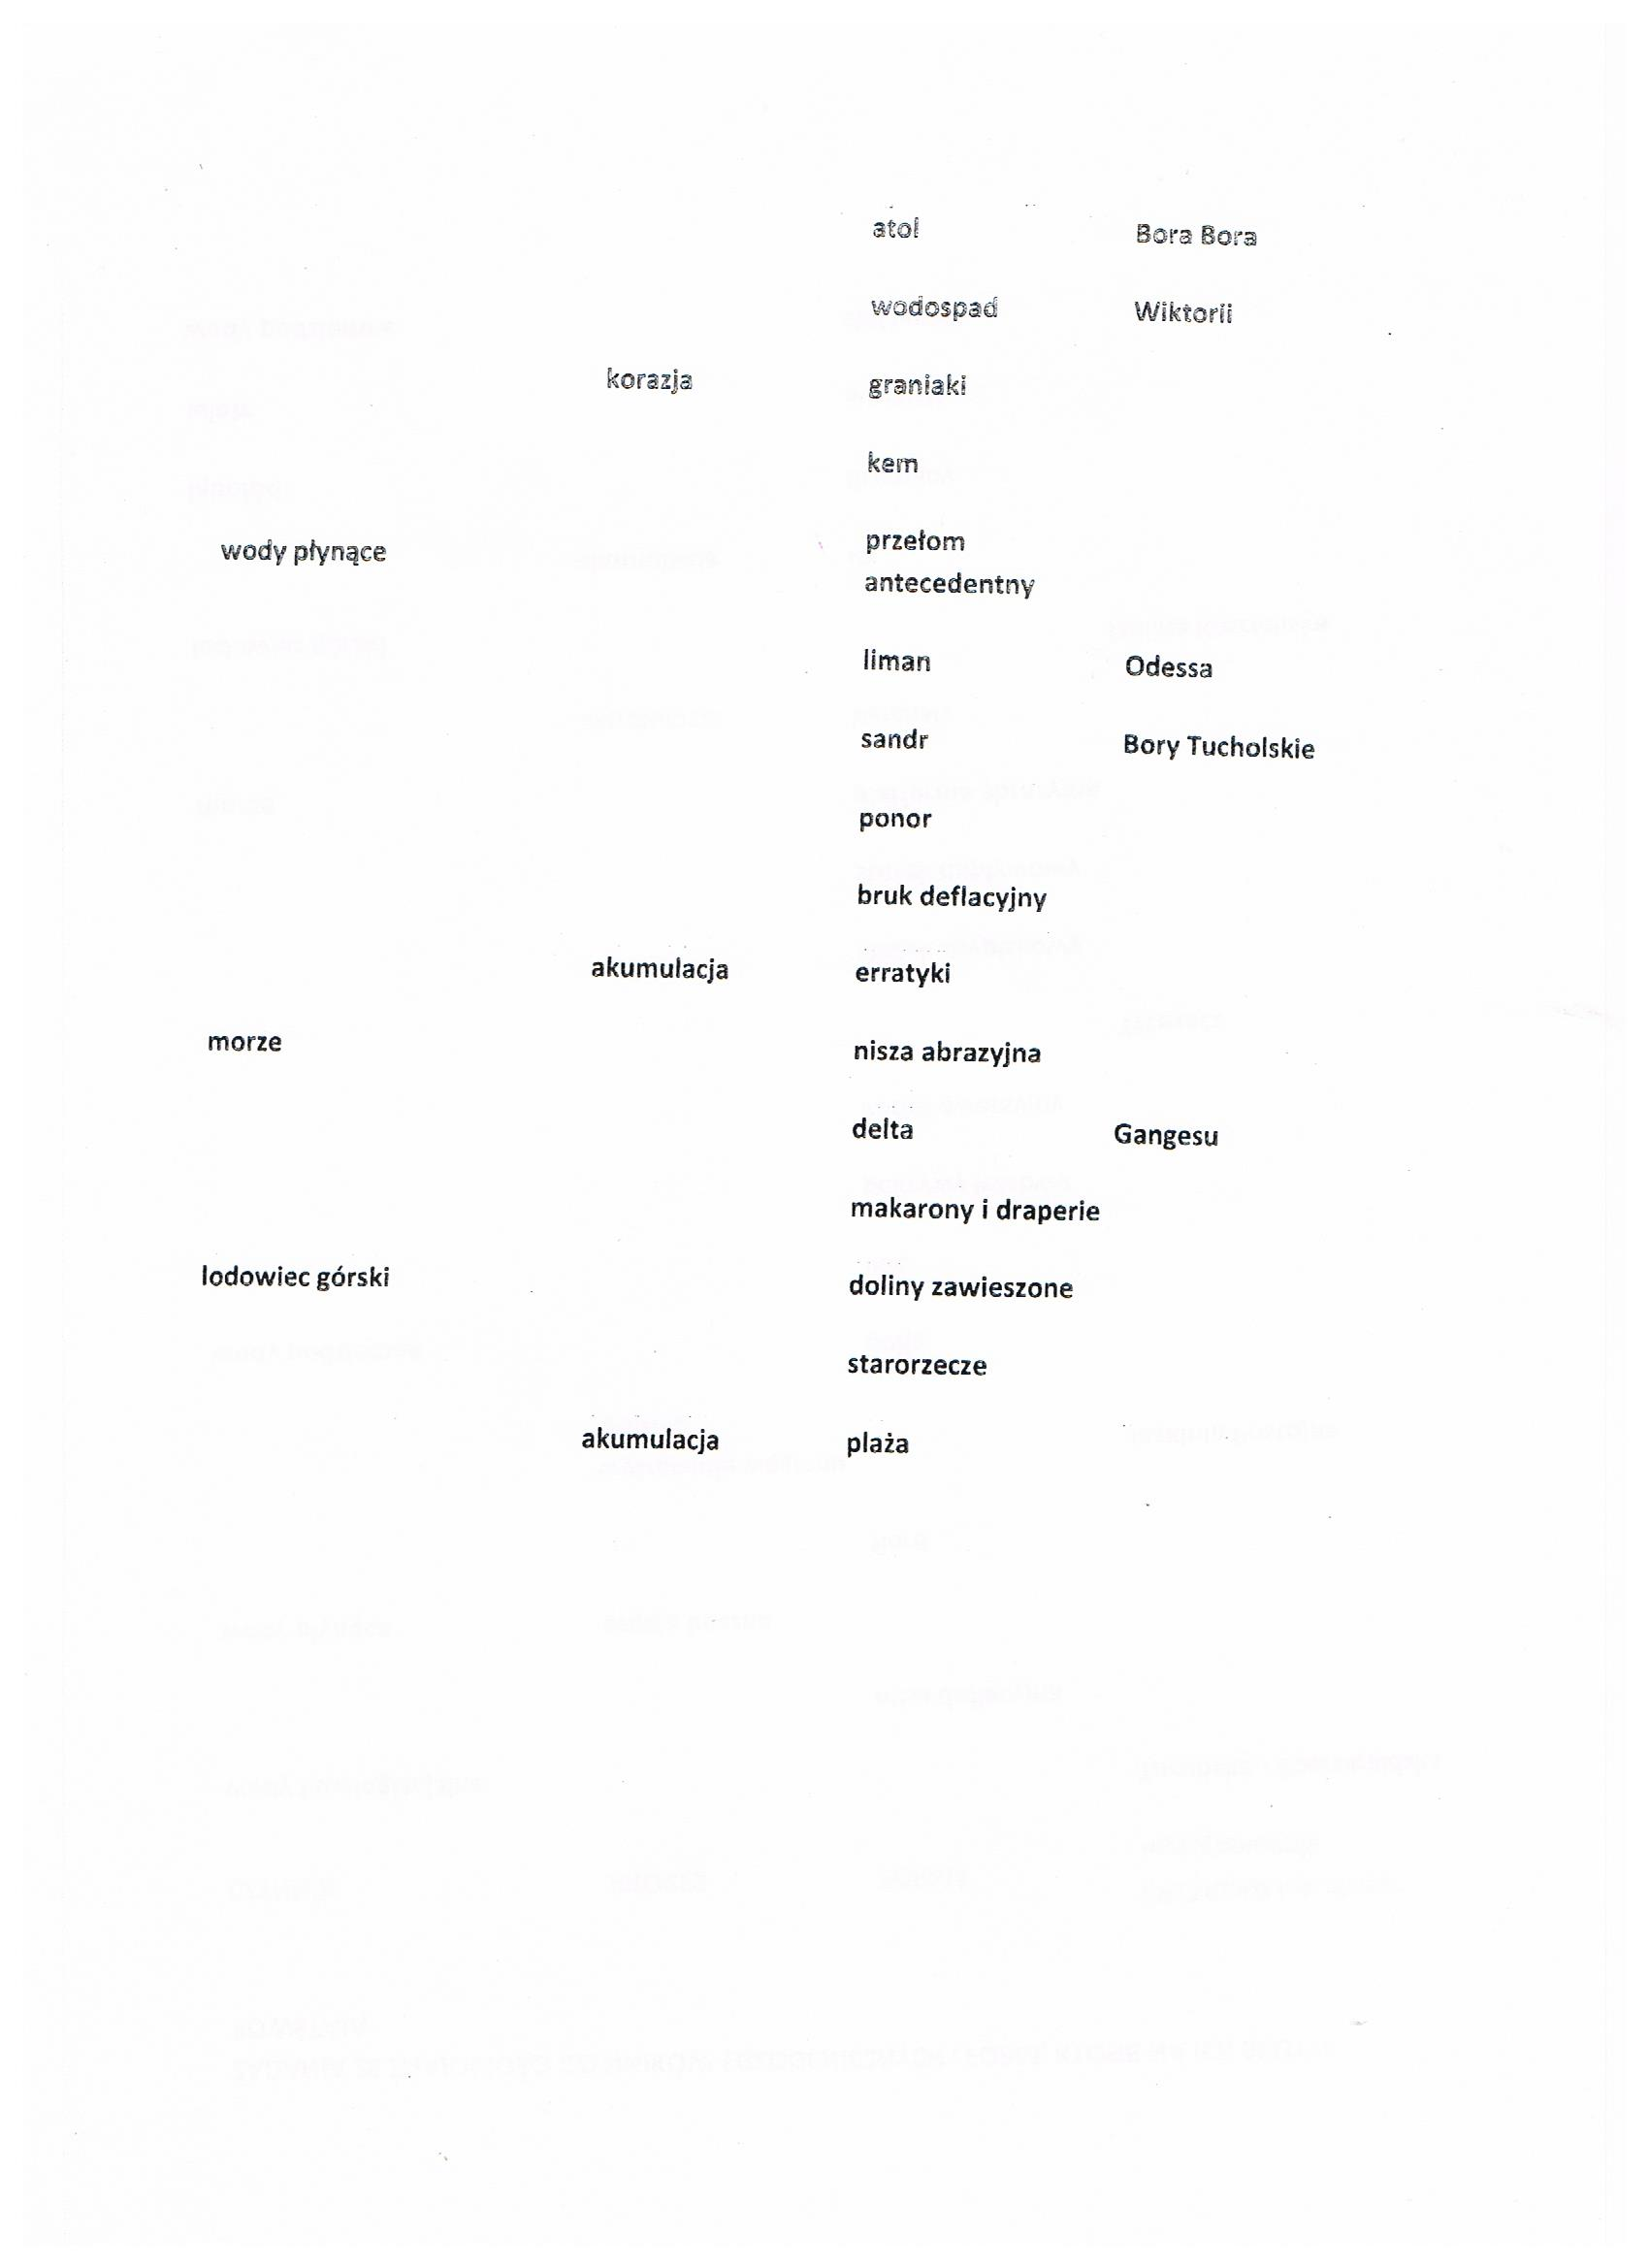 atol Bora Bora
wodospad Wiktorii
korazja graniaki
kem
wody płynące przełom
antecedentny
liman Odessa
sandr Bory Tucholskie
ponor
bruk deflacyjny
akumulacja erratyki
morze nisza abrazyjna
delta Gangesu
makarony i draperie
lodowiec górski doliny zawieszone
starorzecze
akumulacja plaża